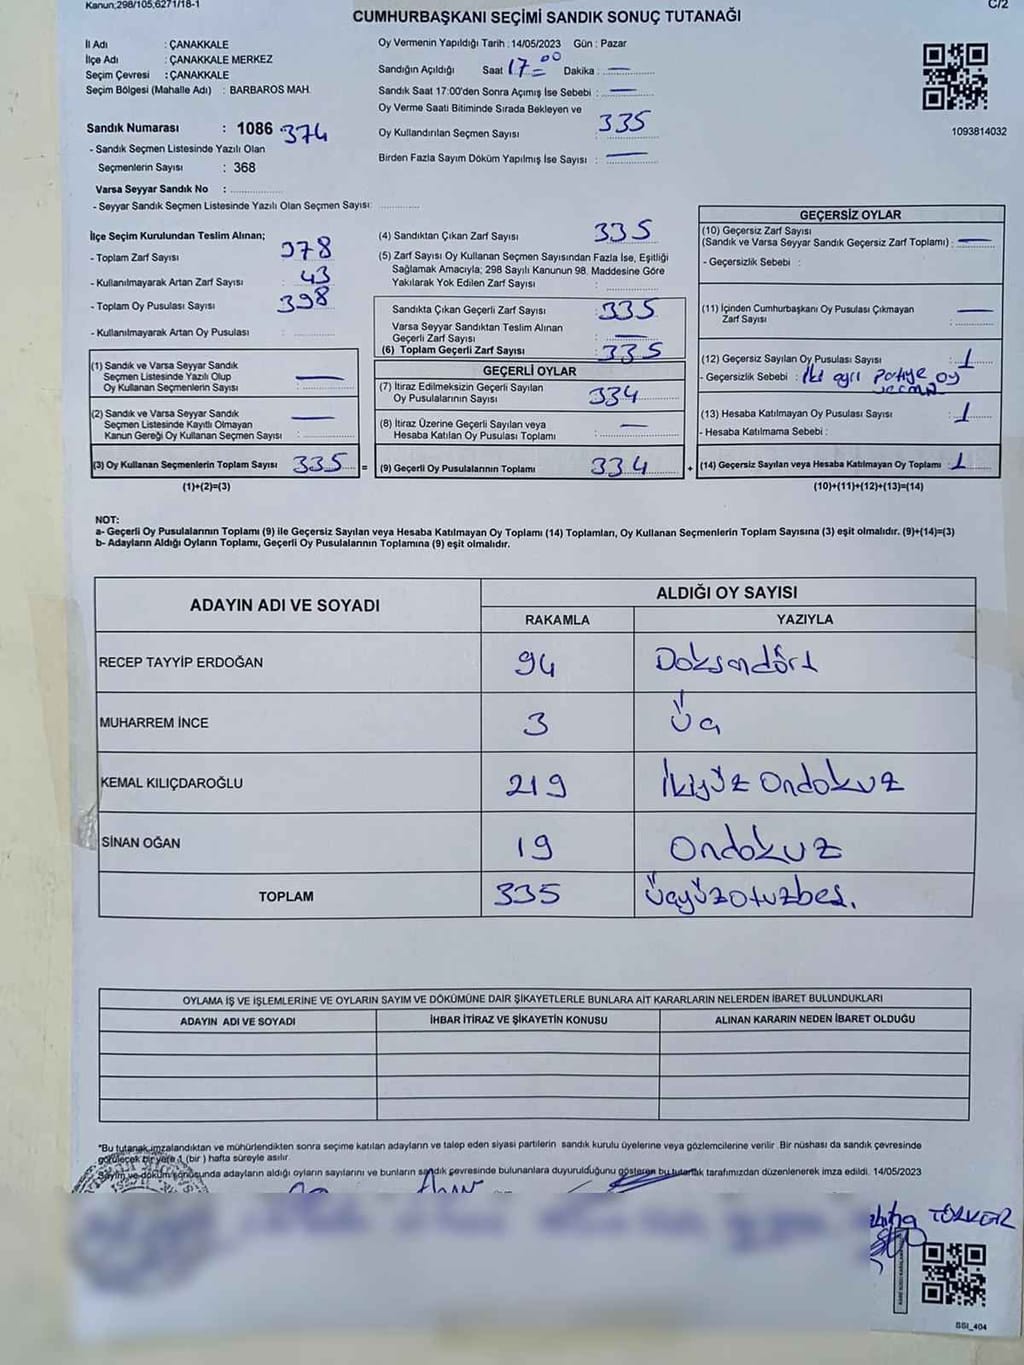 Kanun,298/105,6271/18-1
C/2
CUMHURBAŞKANI SEÇİMİ SANDIK SONUÇ TUTANAĞI
İl Adı : ÇANAKKALE
İlçe Adı : ÇANAKKALE MERKEZ
Seçim Çevresi : ÇANAKKALE
Seçim Bölgesi (Mahalle Adı) : BARBAROS MAH.
Sandık Numarası : 1086 374
- Sandık Seçmen Listesinde Yazılı Olan
Seçmenlerin Sayısı : 368
Varsa Seyyar Sandık No :
- Seyyar Sandık Seçmen Listesinde Yazılı Olan Seçmen Sayısı:
Oy Vermenin Yapıldığı Tarih : 14/05/2023 Gün : Pazar
Sandığın Açıldığı Saat 17 00 Dakika : —
Sandık Saat 17:00'den Sonra Açımış İse Sebebi : —
Oy Verme Saati Bitiminde Sırada Bekleyen ve
Oy Kullandırılan Seçmen Sayısı : 335
Birden Fazla Sayım Döküm Yapılmış İse Sayısı : —
1093814032
İlçe Seçim Kurulundan Teslim Alınan;
- Toplam Zarf Sayısı : 378
- Kullanılmayarak Artan Zarf Sayısı : 43
- Toplam Oy Pusulası Sayısı : 398
- Kullanılmayarak Artan Oy Pusulası :
(1) Sandık ve Varsa Seyyar Sandık
Seçmen Listesinde Yazılı Olup
Oy Kullanan Seçmenlerin Sayısı : —
(2) Sandık ve Varsa Seyyar Sandık
Seçmen Listesinde Kayıtlı Olmayan
Kanun Gereği Oy Kullanan Seçmen Sayısı : —
(3) Oy Kullanan Seçmenlerin Toplam Sayısı 335 =
(1)+(2)=(3)
(4) Sandıktan Çıkan Zarf Sayısı : 335
(5) Zarf Sayısı Oy Kullanan Seçmen Sayısından Fazla İse, Eşitliği
Sağlamak Amacıyla; 298 Sayılı Kanunun 98. Maddesine Göre
Yakılarak Yok Edilen Zarf Sayısı :
Sandıkta Çıkan Geçerli Zarf Sayısı : 335
Varsa Seyyar Sandıktan Teslim Alınan
Geçerli Zarf Sayısı : —
(6) Toplam Geçerli Zarf Sayısı : 335
GEÇERLİ OYLAR
(7) İtiraz Edilmeksizin Geçerli Sayılan
Oy Pusulalarının Sayısı : 334
(8) İtiraz Üzerine Geçerli Sayılan veya
Hesaba Katılan Oy Pusulası Toplamı : —
(9) Geçerli Oy Pusulalarının Toplamı : 334 +
GEÇERSİZ OYLAR
(10) Geçersiz Zarf Sayısı
(Sandık ve Varsa Seyyar Sandık Geçersiz Zarf Toplamı) : —
- Geçersizlik Sebebi :
(11) İçinden Cumhurbaşkanı Oy Pusulası Çıkmayan
Zarf Sayısı : —
(12) Geçersiz Sayılan Oy Pusulası Sayısı : 1
- Geçersizlik Sebebi : İki ayrı partiye oy
(13) Hesaba Katılmayan Oy Pusulası Sayısı : 1
- Hesaba Katılmama Sebebi :
(14) Geçersiz Sayılan veya Hesaba Katılmayan Oy Toplamı : 1
(10)+(11)+(12)+(13)=(14)
NOT:
a- Geçerli Oy Pusulalarının Toplamı (9) ile Geçersiz Sayılan veya Hesaba Katılmayan Oy Toplamı (14) Toplamları, Oy Kullanan Seçmenlerin Toplam Sayısına (3) eşit olmalıdır. (9)+(14)=(3)
b- Adayların Aldığı Oyların Toplamı, Geçerli Oy Pusulalarının Toplamına (9) eşit olmalıdır.
ADAYIN ADI VE SOYADI
ALDIĞI OY SAYISI
RAKAMLA YAZIYLA
RECEP TAYYİP ERDOĞAN 94 Doksandört
MUHARREM İNCE 3 Üç
KEMAL KILIÇDAROĞLU 219 İkiyüz Ondokuz
SİNAN OĞAN 19 Ondokuz
TOPLAM 335 Üçyüzotuzbeş.
OYLAMA İŞ VE İŞLEMLERİNE VE OYLARIN SAYIM VE DÖKÜMÜNE DAİR ŞİKAYETLERLE BUNLARA AİT KARARLARIN NELERDEN İBARET BULUNDUKLARI
ADAYIN ADI VE SOYADI İHBAR İTİRAZ VE ŞİKAYETİN KONUSU ALINAN KARARIN NEDEN İBARET OLDUĞU
*Bu tutanak imzalandıktan ve mühürlendikten sonra seçime katılan adayların ve talep eden siyasi partilerin sandık kurulu üyelerine veya gözlemcilerine verilir. Bir nüshası da sandık çevresinde
görülecek bir yere 1 (bir ) hafta süreyle asılır.
Sayım ve döküm sonusunda adayların aldığı oyların sayılarını ve bunların sandık çevresinde bulunanlara duyurulduğunu gösteren bu tutanak tarafımızdan düzenlenerek imza edildi. 14/05/2023
SSI_404